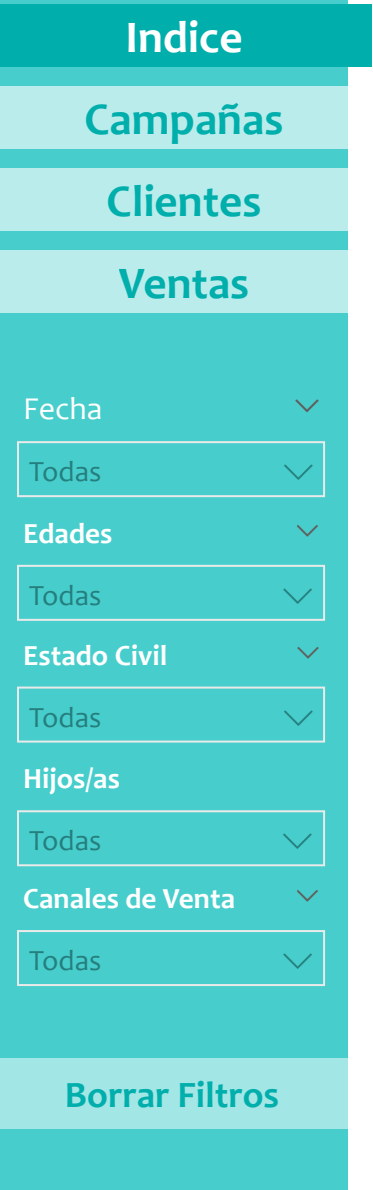 Indice
Campañas
Clientes
Ventas
Fecha
Todas
Edades
Todas
Estado Civil
Todas
Hijos/as
Todas
Canales de Venta
Todas
Borrar Filtros